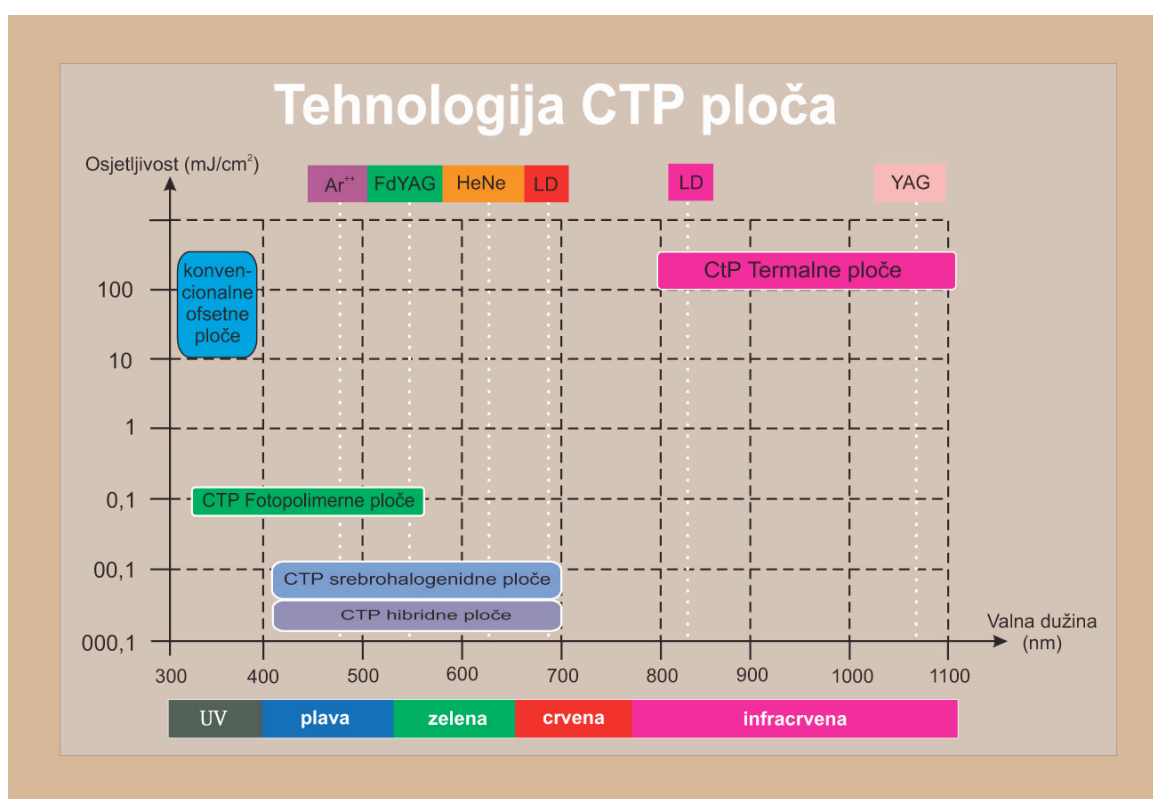 Tehnologija CTP ploča
Osjetljivost (mJ/cm²)
Ar⁺⁺ FdYAG HeNe LD LD YAG
konven-
cionalne
ofsetne
ploče
CtP Termalne ploče
100
10
1
0,1
CTP Fotopolimerne ploče
00,1
CTP srebrohalogenidne ploče
CTP hibridne ploče
000,1
Valna dužina
(nm)
300 400 500 600 700 800 900 1000 1100
UV plava zelena crvena infracrvena